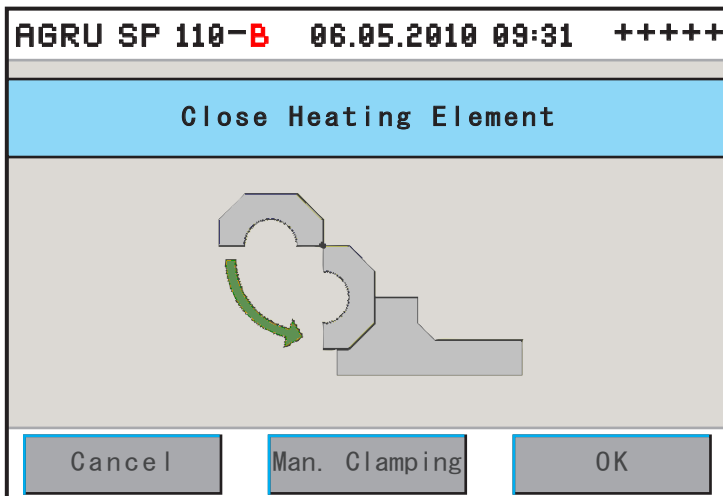 AGRU SP 110-B 06.05.2010 09:31 +++++
Close Heating Element
Cancel Man. Clamping OK